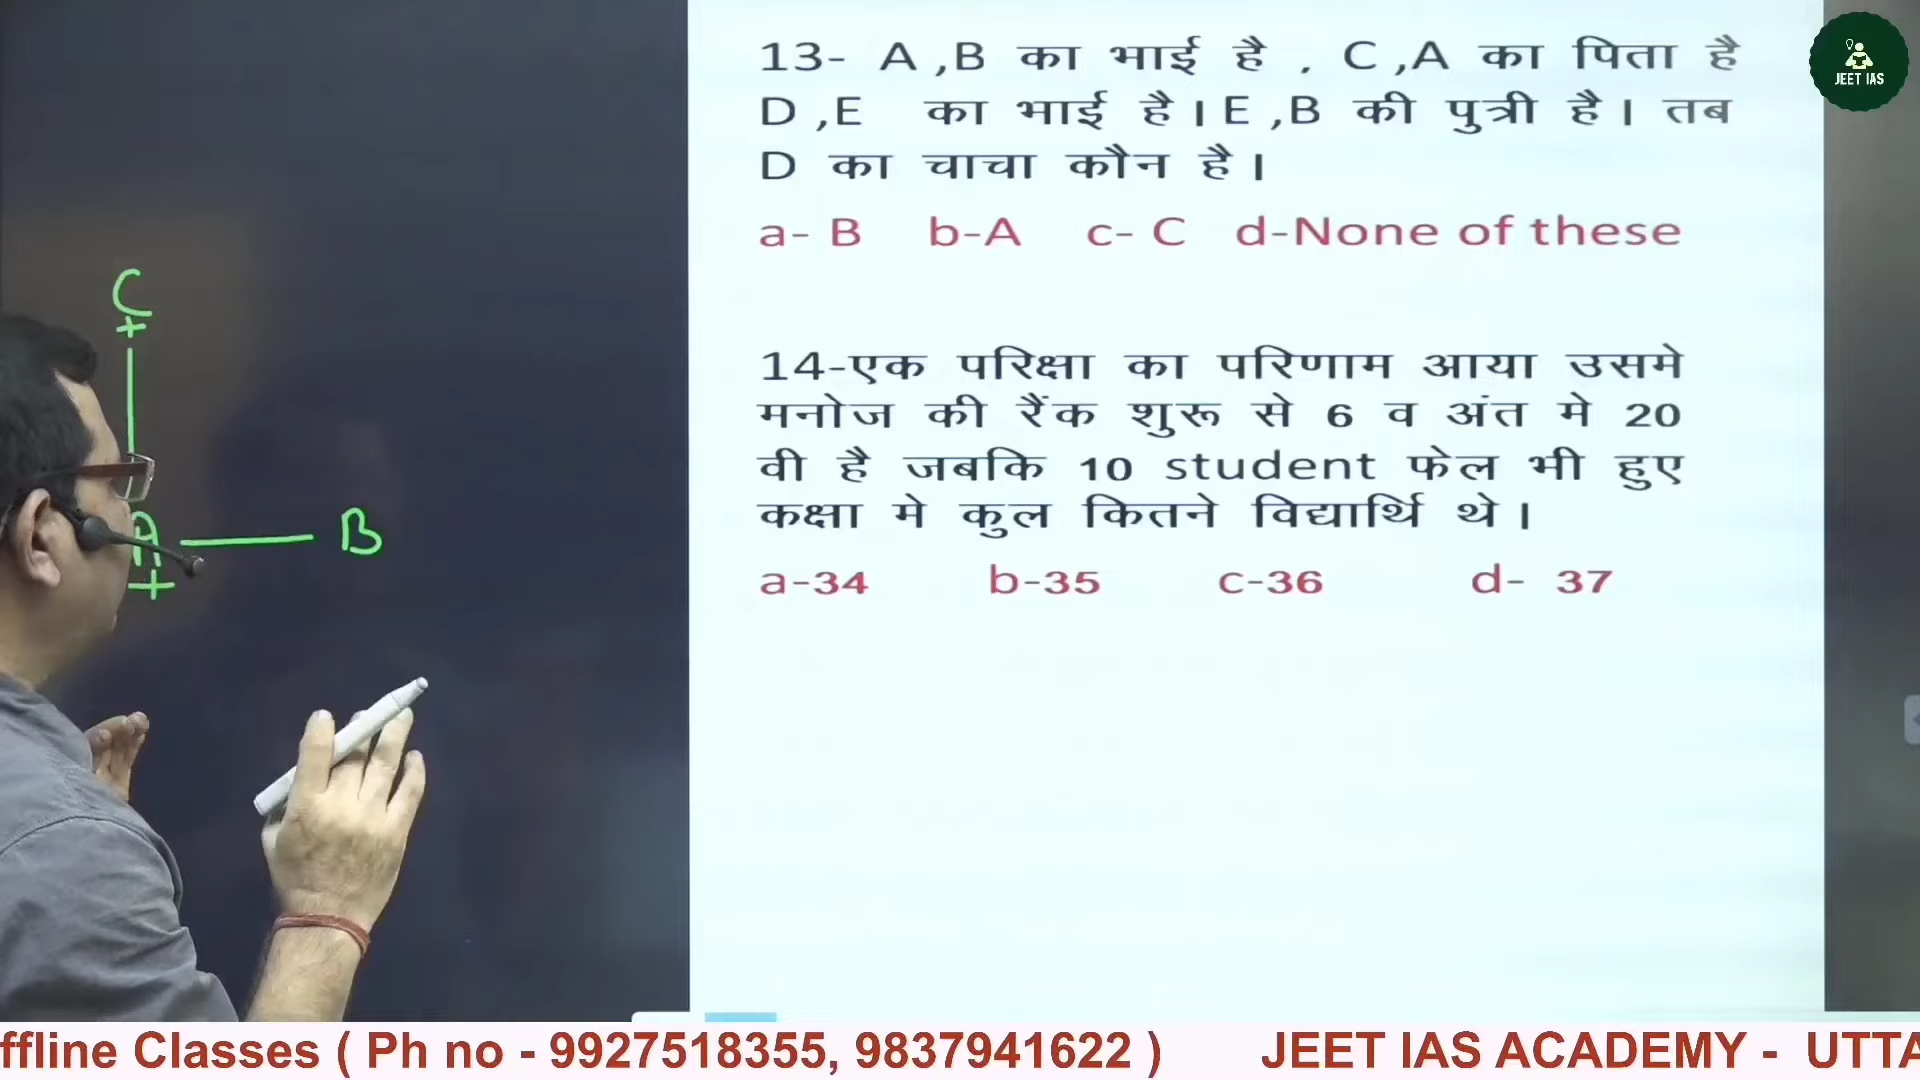 13- A ,B का भाई है . C ,A का पिता है
D ,E का भाई है। E ,B की पुत्री है। तब
D का चाचा कौन है।
a- B b-A c- C d-None of these
14-एक परिक्षा का परिणाम आया उसमे
मनोज की रैंक शुरू से 6 व अंत मे 20
वी है जबकि 10 student फेल भी हुए
कक्षा मे कुल कितने विद्यार्थि थे।
a-34 b-35 c-36 d- 37
C
+
A B
+
JEET IAS
ffline Classes ( Ph no - 9927518355, 9837941622 ) JEET IAS ACADEMY - UTTA